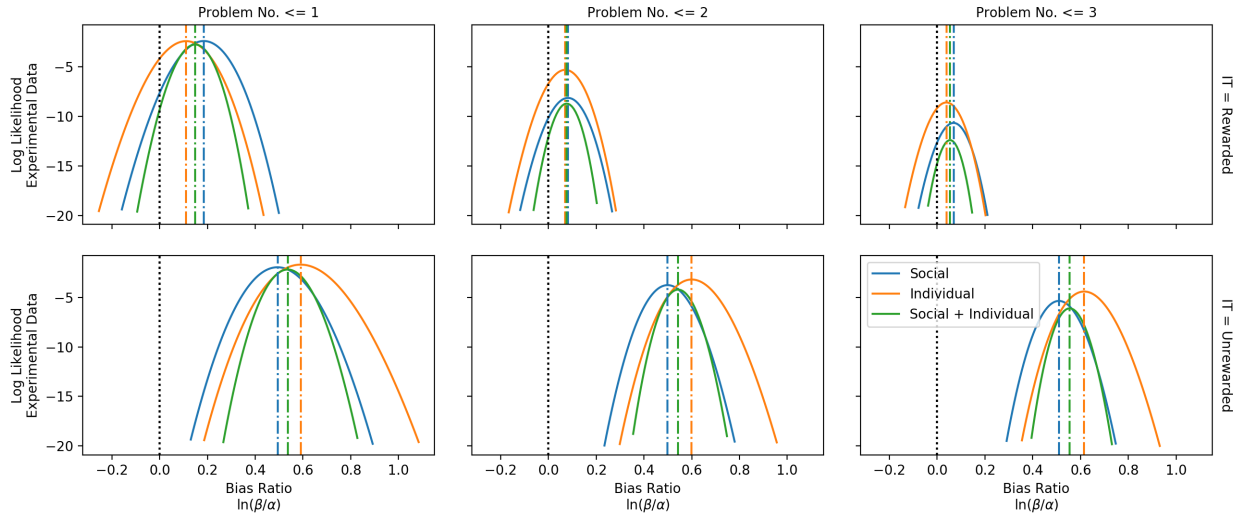 Problem No. <= 1
Problem No. <= 2
Problem No. <= 3
Log Likelihood
Experimental Data
−5
−10
−15
−20
IT = Rewarded
Log Likelihood
Experimental Data
−5
−10
−15
−20
Social
Individual
Social + Individual
IT = Unrewarded
−0.2 0.0 0.2 0.4 0.6 0.8 1.0
−0.2 0.0 0.2 0.4 0.6 0.8 1.0
−0.2 0.0 0.2 0.4 0.6 0.8 1.0
Bias Ratio
ln(β/α)
Bias Ratio
ln(β/α)
Bias Ratio
ln(β/α)